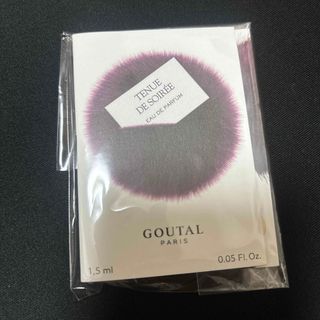 TENUE
DE SOIRÉE
EAU DE PARFUM
GOUTAL
PARIS
1,5 ml
0.05 Fl. Oz.